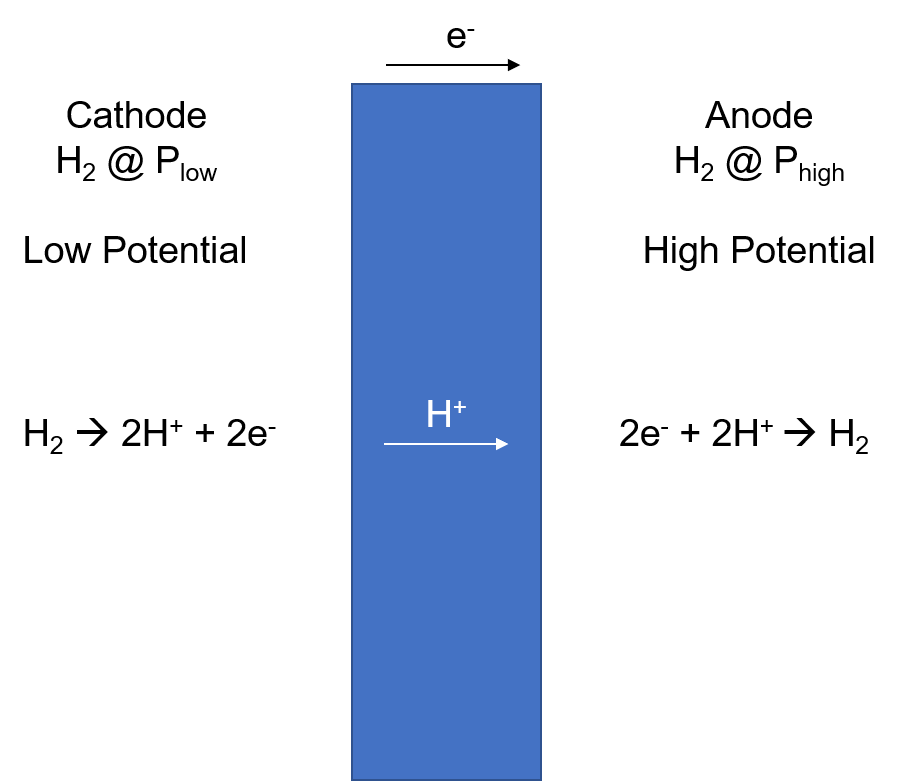 e⁻
Cathode
H₂ @ Pₗₒw
Low Potential
Anode
H₂ @ Pₕᵢgₕ
High Potential
H₂ → 2H⁺ + 2e⁻
H⁺
2e⁻ + 2H⁺ → H₂